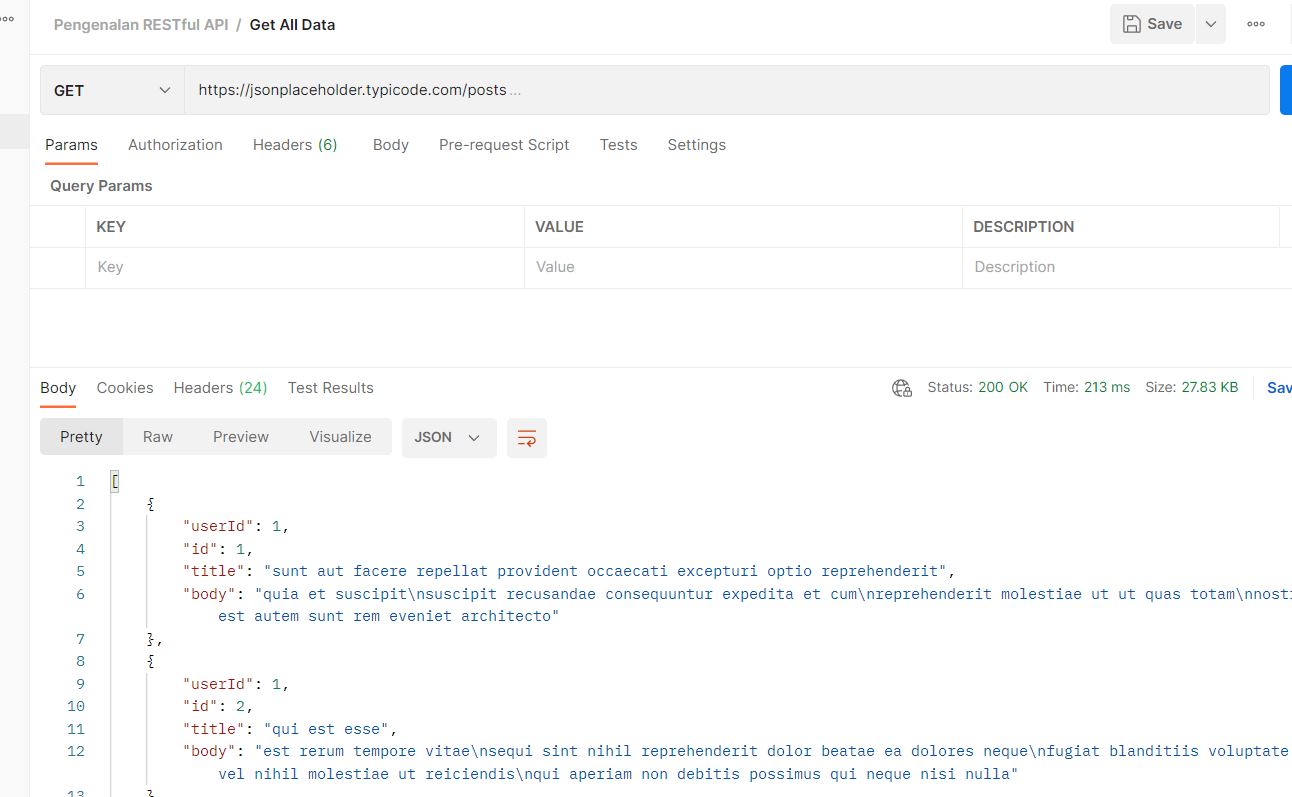 Pengenalan RESTful API / Get All Data
Save
GET
https://jsonplaceholder.typicode.com/posts ...
Params Authorization Headers (6) Body Pre-request Script Tests Settings
Query Params
KEY VALUE DESCRIPTION
Key Value Description
Body Cookies Headers (24) Test Results
Status: 200 OK Time: 213 ms Size: 27.83 KB Sav
Pretty Raw Preview Visualize JSON
1 [
2 {
3 "userId": 1,
4 "id": 1,
5 "title": "sunt aut facere repellat provident occaecati excepturi optio reprehenderit",
6 "body": "quia et suscipit\nsuscipit recusandae consequuntur expedita et cum\nreprehenderit molestiae ut ut quas totam\nnostr
est autem sunt rem eveniet architecto"
7 },
8 {
9 "userId": 1,
10 "id": 2,
11 "title": "qui est esse",
12 "body": "est rerum tempore vitae\nsequi sint nihil reprehenderit dolor beatae ea dolores neque\nfugiat blanditiis voluptate
vel nihil molestiae ut reiciendis\nqui aperiam non debitis possimus qui neque nisi nulla"
13 }